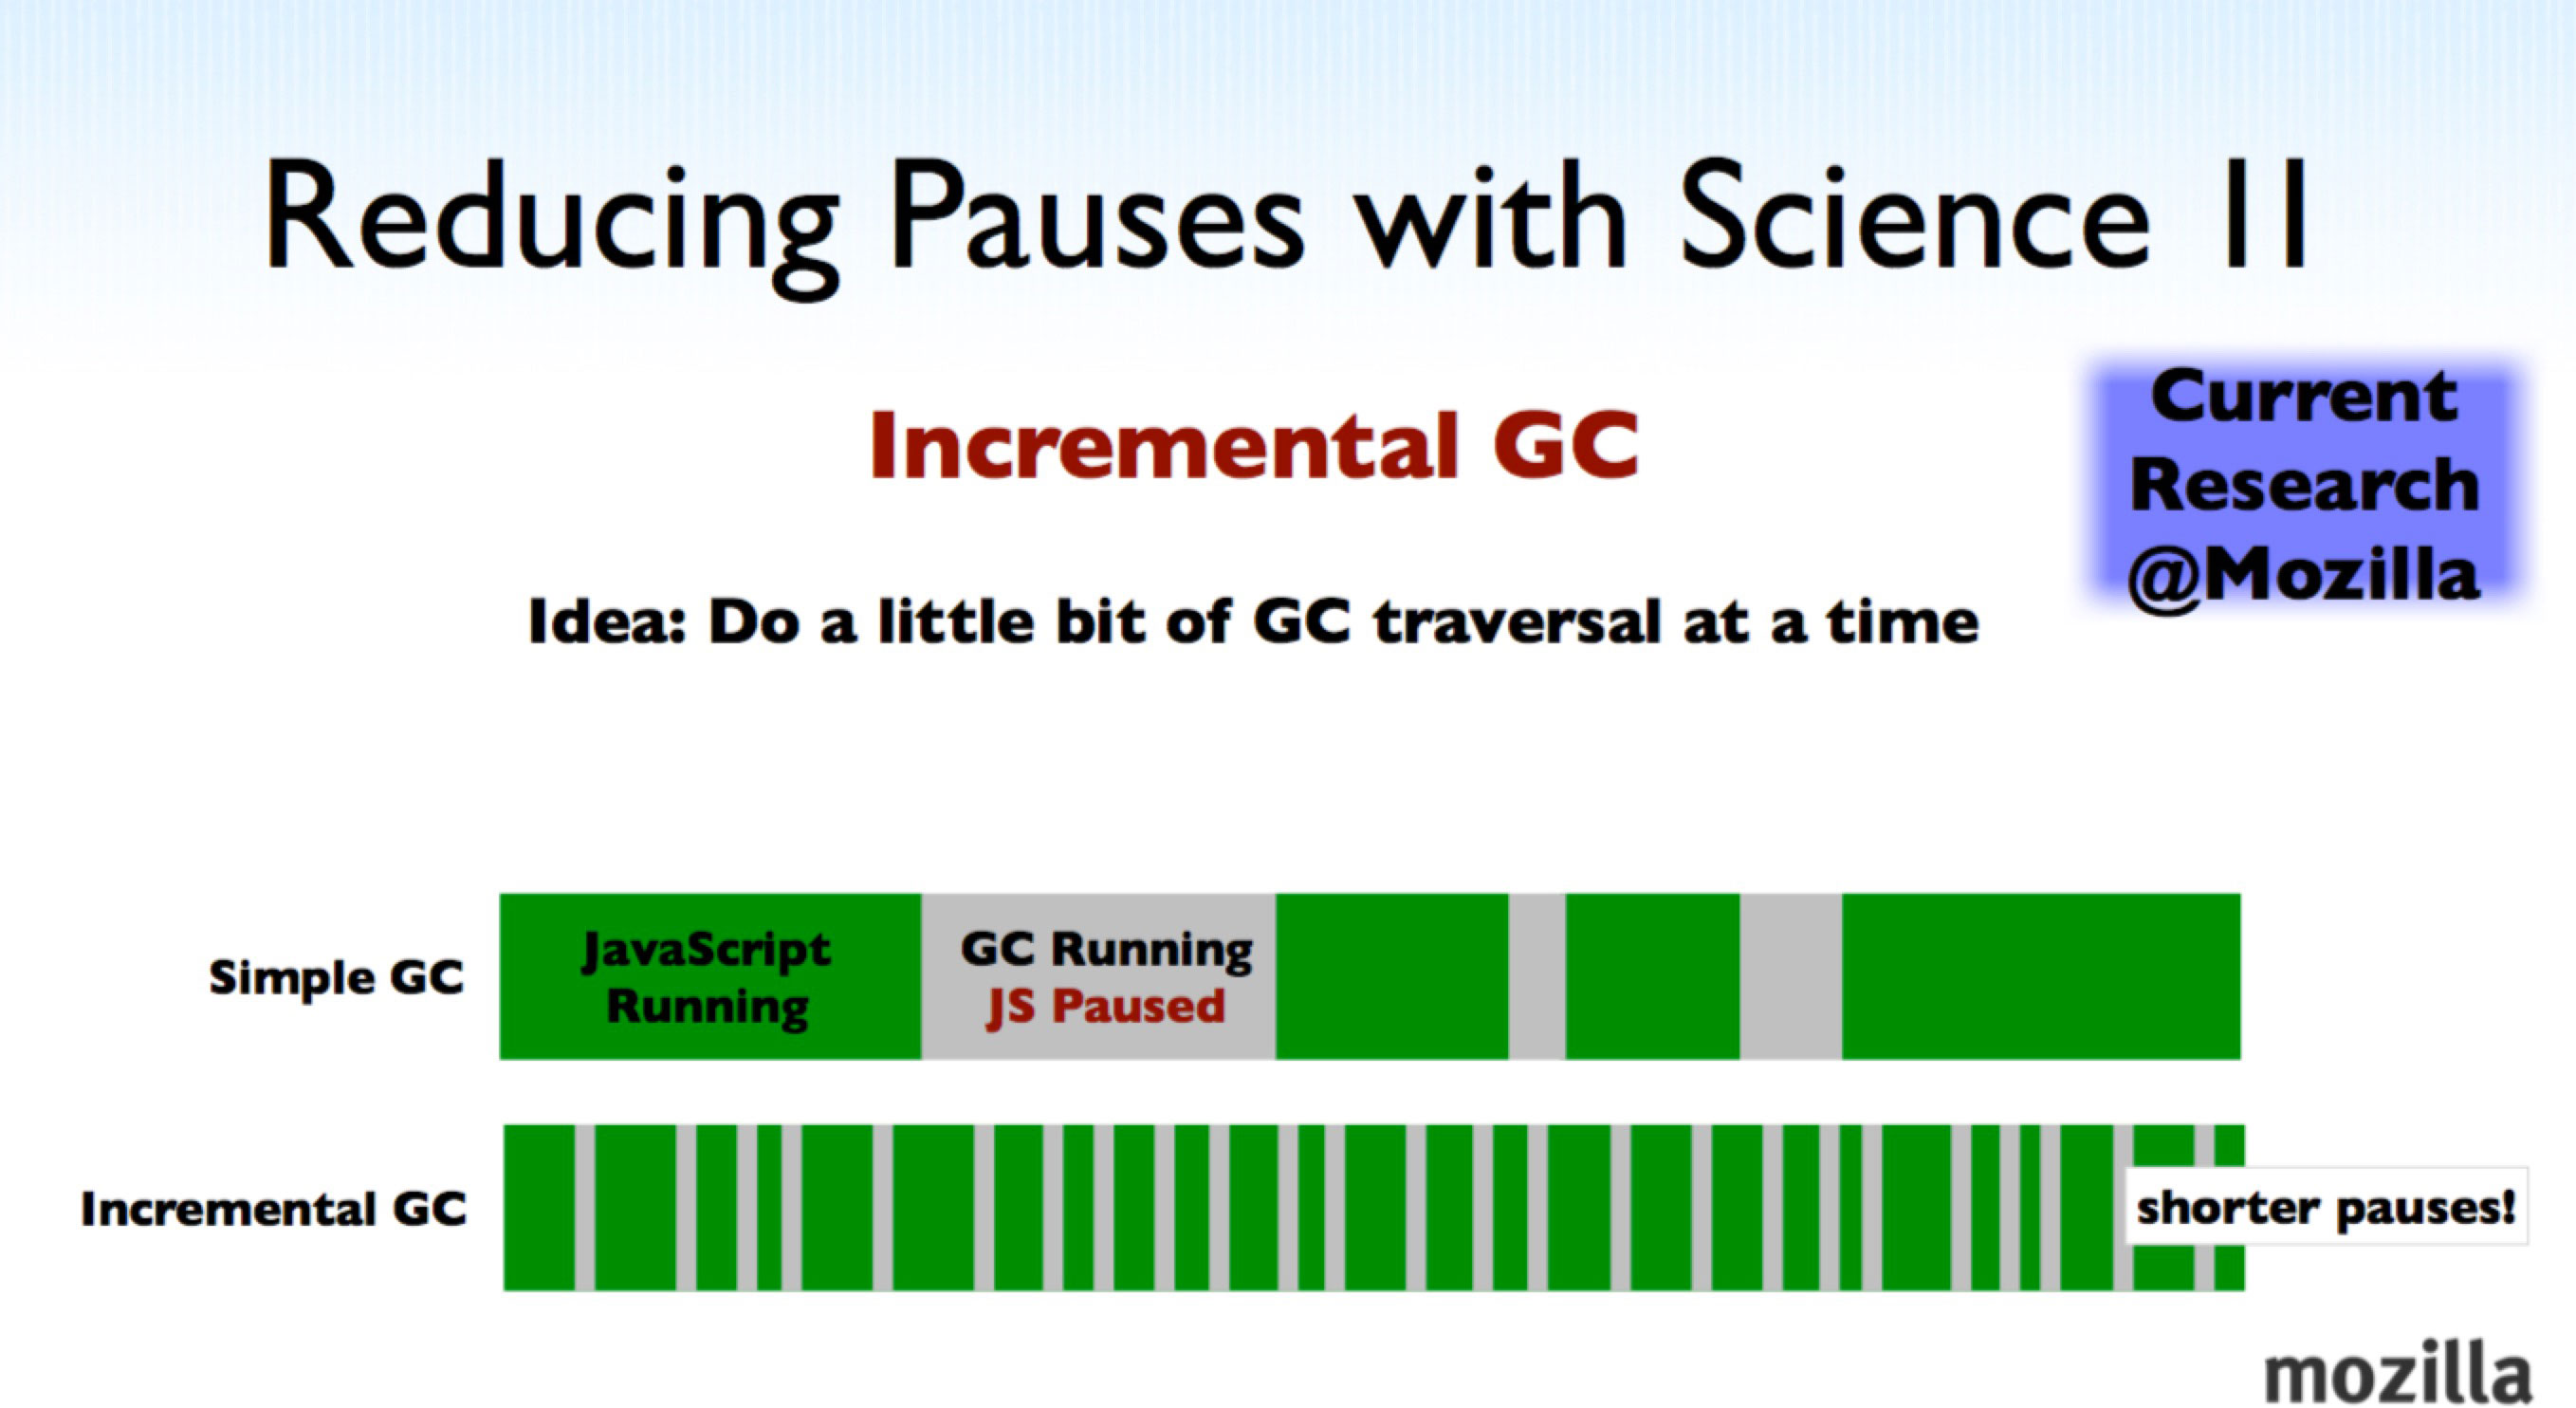 Reducing Pauses with Science II
Incremental GC
Current
Research
@Mozilla
Idea: Do a little bit of GC traversal at a time
Simple GC
JavaScript
Running
GC Running
JS Paused
Incremental GC
shorter pauses!
mozilla